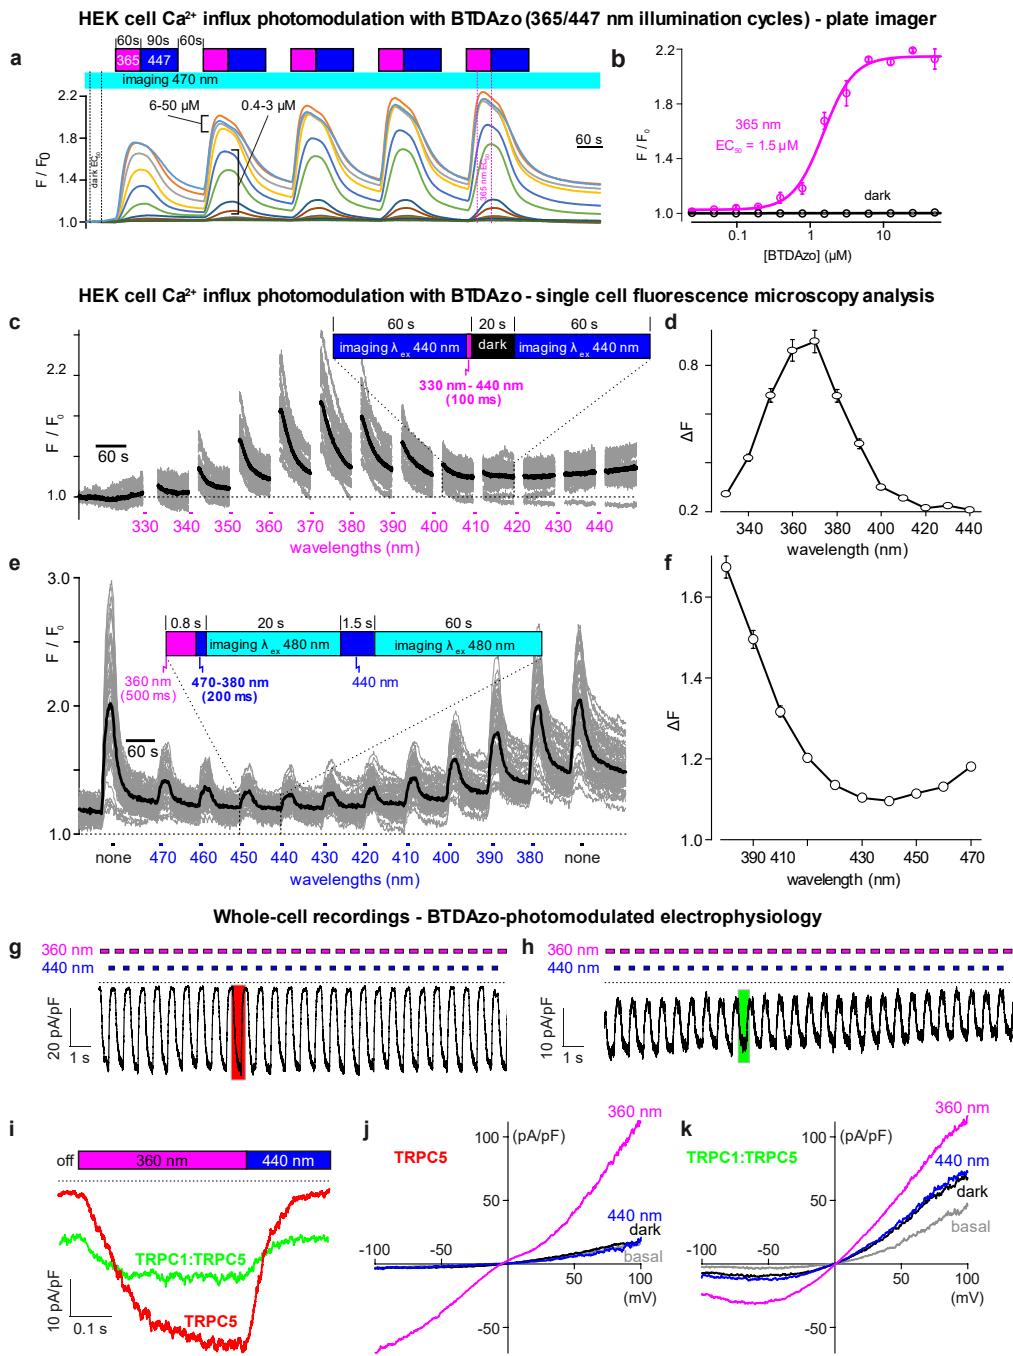 HEK cell Ca²⁺ influx photomodulation with BTDAzo (365/447 nm illumination cycles) - plate imager
a
60s 90s 60s
365 447
imaging 470 nm
2.2
1.8
1.4
1.0
F / F₀
6-50 µM
0.4-3 µM
dark EC₅₀
365 nm EC₅₀
60 s
b
2.2
1.8
1.4
1.0
F / F₀
365 nm
EC₅₀ = 1.5 µM
dark
0.1 1 10
[BTDAzo] (µM)
HEK cell Ca²⁺ influx photomodulation with BTDAzo - single cell fluorescence microscopy analysis
c
60 s 20 s 60 s
imaging λex 440 nm dark imaging λex 440 nm
330 nm - 440 nm
(100 ms)
2.2
1.0
F / F₀
60 s
330 340 350 360 370 380 390 400 410 420 430 440
wavelengths (nm)
d
0.8
0.2
ΔF
340 360 380 400 420 440
wavelength (nm)
e
3.0
2.0
1.0
F / F₀
0.8 s 20 s 1.5 s 60 s
imaging λex 480 nm imaging λex 480 nm
360 nm
(500 ms)
470-380 nm
(200 ms)
440 nm
60 s
none 470 460 450 440 430 420 410 400 390 380 none
wavelengths (nm)
f
1.6
1.4
1.2
1.0
ΔF
390 410 430 450 470
wavelength (nm)
Whole-cell recordings - BTDAzo-photomodulated electrophysiology
g
360 nm
440 nm
20 pA/pF
1 s
h
360 nm
440 nm
10 pA/pF
1 s
i
off 360 nm 440 nm
TRPC1:TRPC5
TRPC5
10 pA/pF
0.1 s
j
360 nm
100 (pA/pF)
TRPC5
50
440 nm
dark
basal
-100 -50
50 100
(mV)
-50
k
360 nm
100 (pA/pF)
TRPC1:TRPC5
440 nm
dark
50
basal
-100 -50
50 100
(mV)
-50